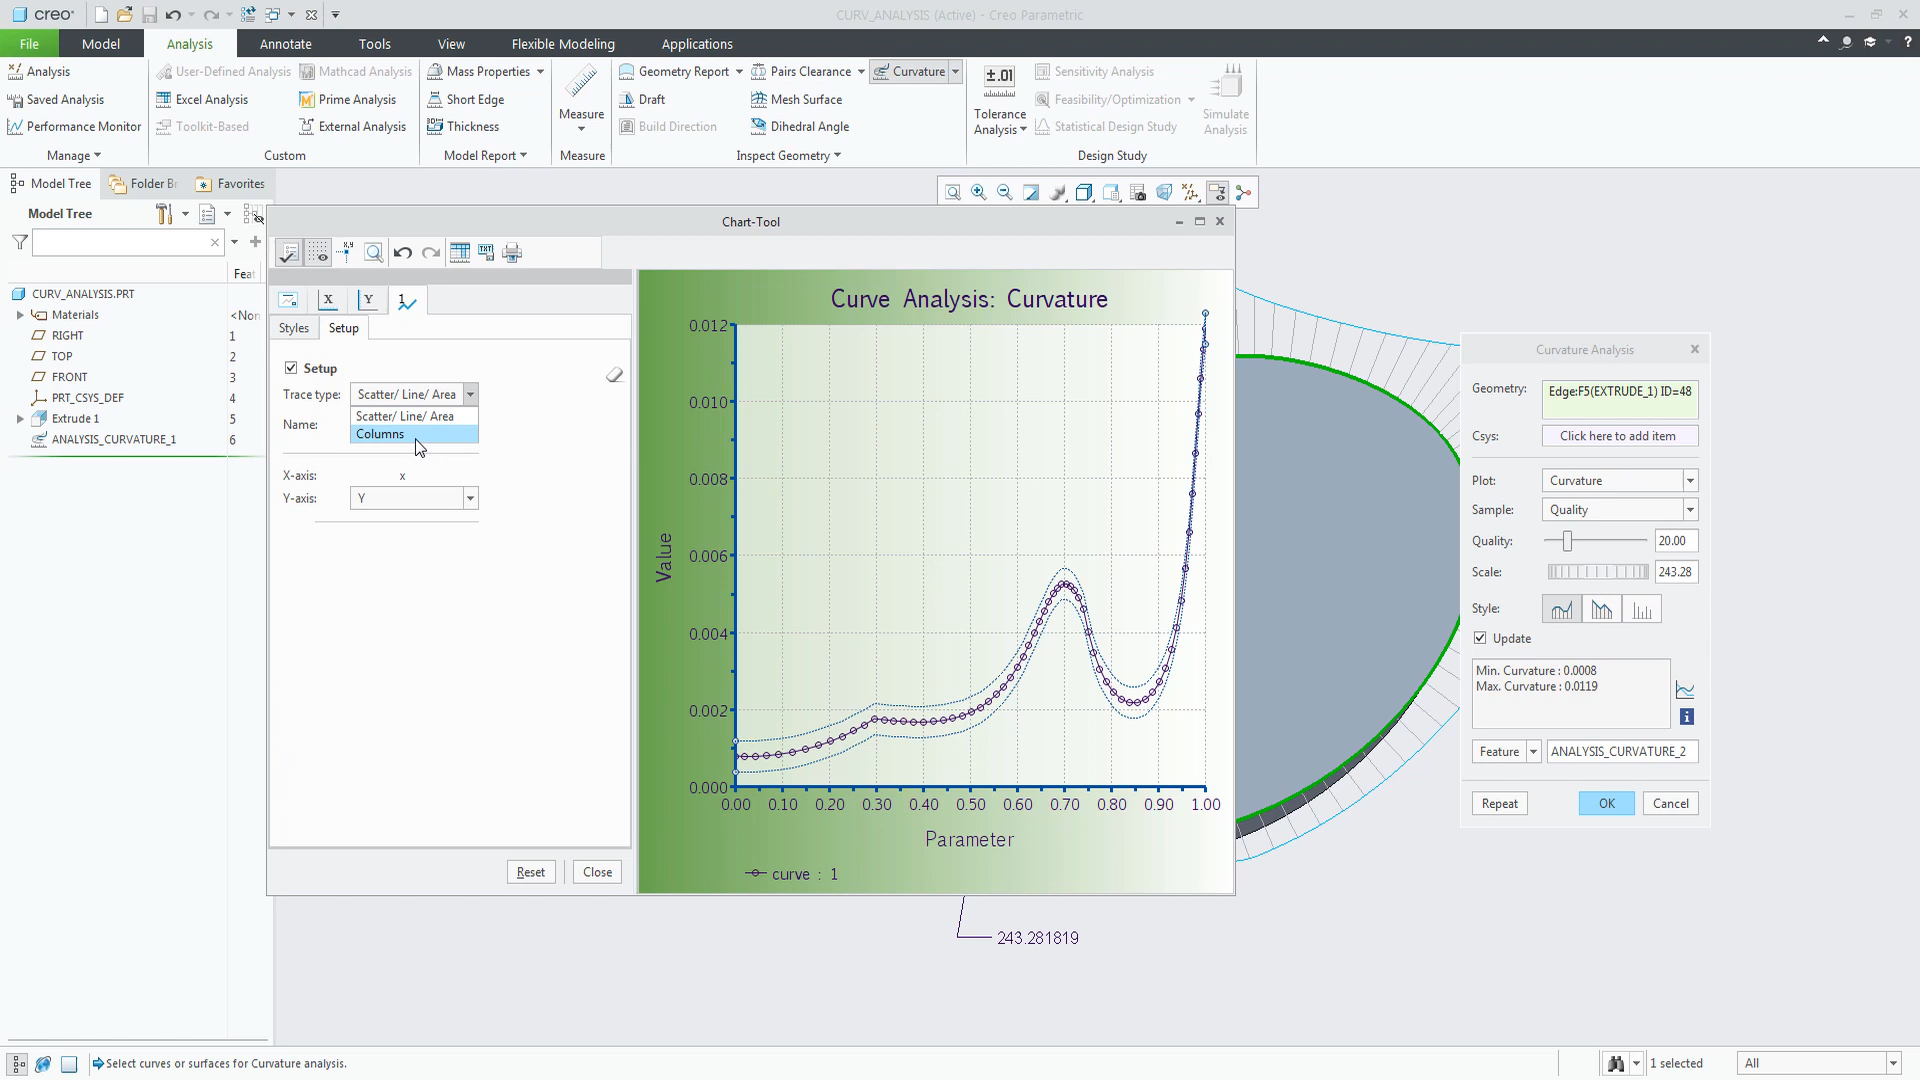 creo
CURV_ANALYSIS (Active) - Creo Parametric
File Model Analysis Annotate Tools View Flexible Modeling Applications
Analysis
Saved Analysis
Performance Monitor
Manage
User-Defined Analysis
Excel Analysis
Toolkit-Based
Mathcad Analysis
Prime Analysis
External Analysis
Custom
Mass Properties
Short Edge
Thickness
Model Report
Measure
Measure
Geometry Report
Draft
Build Direction
Pairs Clearance
Mesh Surface
Dihedral Angle
Curvature
Inspect Geometry
±.01
Tolerance
Analysis
Sensitivity Analysis
Feasibility/Optimization
Statistical Design Study
Simulate
Analysis
Design Study
Model Tree Folder Br Favorites
Model Tree
Feat
CURV_ANALYSIS.PRT
Materials <Non
RIGHT 1
TOP 2
FRONT 3
PRT_CSYS_DEF 4
Extrude 1 5
ANALYSIS_CURVATURE_1 6
Chart-Tool
x,y
TXT
X Y 1
Styles Setup
Setup
Trace type: Scatter/ Line/ Area
Scatter/ Line/ Area
Name:
Columns
X-axis: x
Y-axis: Y
Reset Close
Curve Analysis: Curvature
0.012
0.010
0.008
0.006
0.004
0.002
0.000
Value
0.00 0.10 0.20 0.30 0.40 0.50 0.60 0.70 0.80 0.90 1.00
Parameter
curve : 1
243.281819
Curvature Analysis
Geometry: Edge:F5(EXTRUDE_1) ID=48
Csys: Click here to add item
Plot: Curvature
Sample: Quality
Quality: 20.00
Scale: 243.28
Style:
Update
Min. Curvature : 0.0008
Max. Curvature : 0.0119
Feature ANALYSIS_CURVATURE_2
Repeat OK Cancel
Select curves or surfaces for Curvature analysis.
1 selected
All